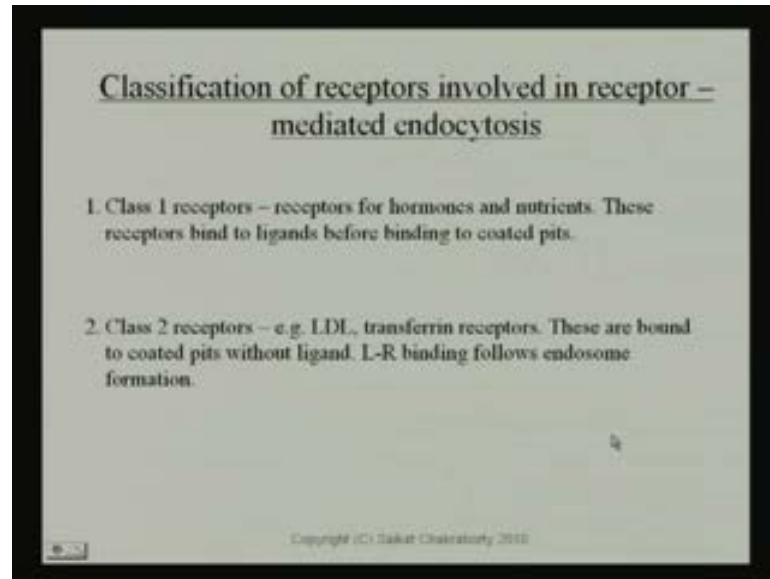 Classification of receptors involved in receptor –
mediated endocytosis
1. Class 1 receptors – receptors for hormones and nutrients. These
receptors bind to ligands before binding to coated pits.
2. Class 2 receptors – e.g. LDL, transferrin receptors. These are bound
to coated pits without ligand. L-R binding follows endosome
formation.
Copyright (C) Saikat Chakraborty 2010